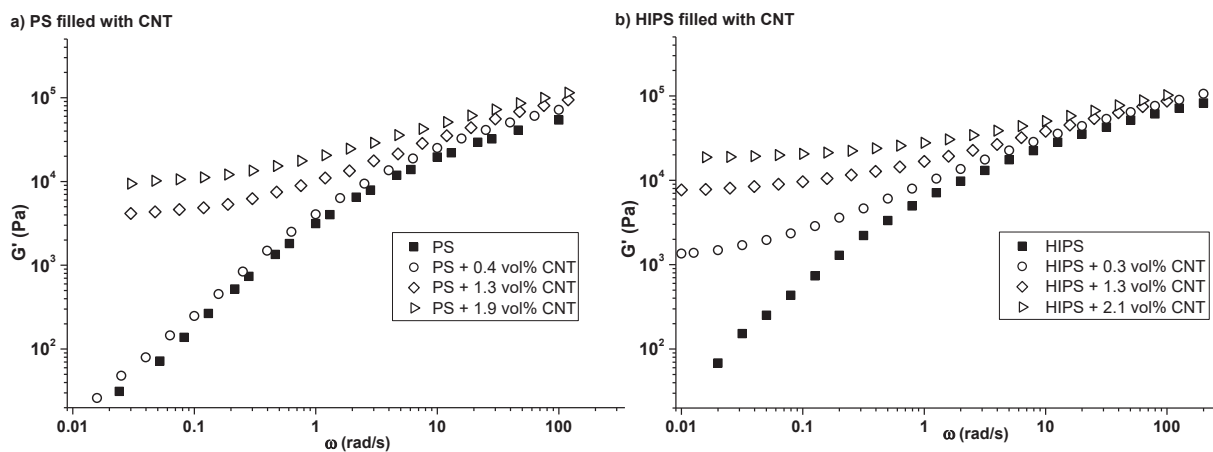 a) PS filled with CNT
10⁵
10⁴
10³
10²
G' (Pa)
0.01 0.1 1 10 100
ω (rad/s)
PS
PS + 0.4 vol% CNT
PS + 1.3 vol% CNT
PS + 1.9 vol% CNT
b) HIPS filled with CNT
10⁵
10⁴
10³
10²
G' (Pa)
0.01 0.1 1 10 100
ω (rad/s)
HIPS
HIPS + 0.3 vol% CNT
HIPS + 1.3 vol% CNT
HIPS + 2.1 vol% CNT